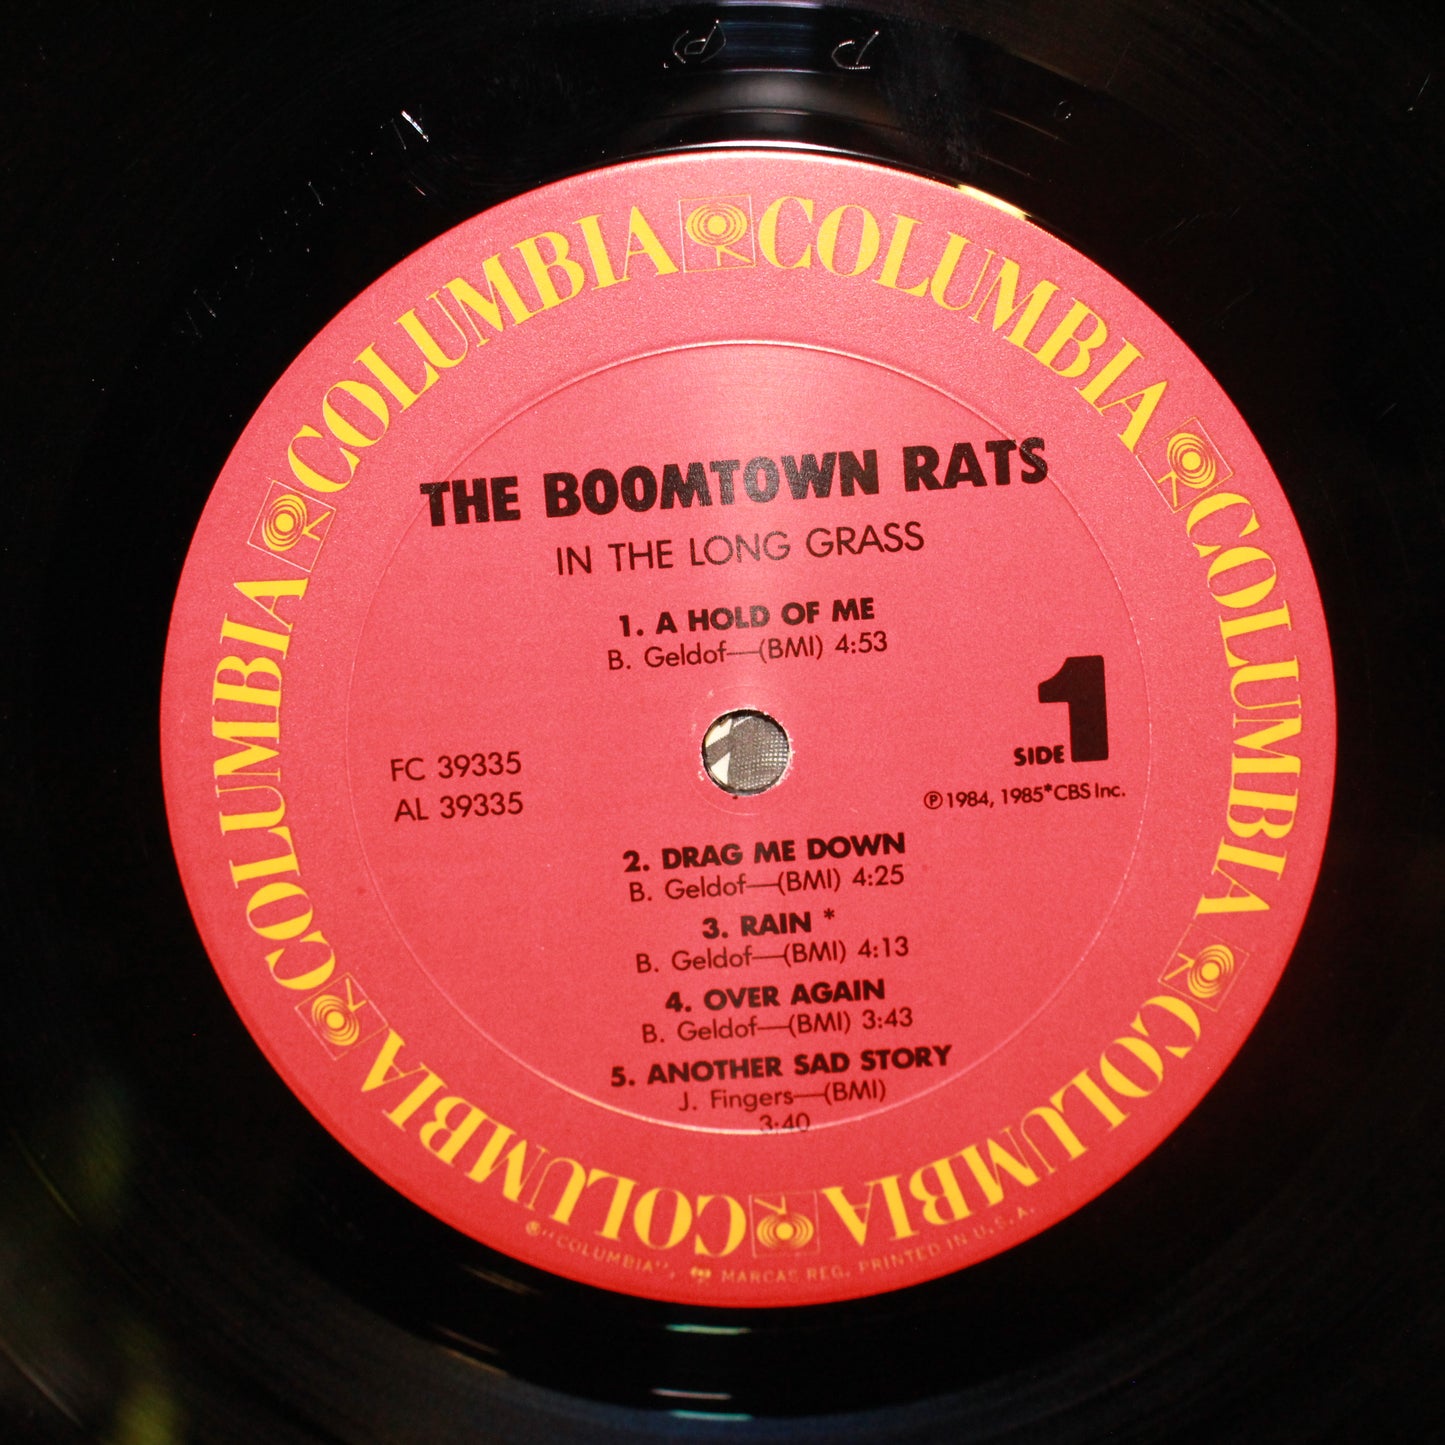 COLUMBIA COLUMBIA COLUMBIA COLUMBIA COLUMBIA COLUMBIA COLUMBIA
THE BOOMTOWN RATS
IN THE LONG GRASS
1. A HOLD OF ME
B. Geldof—(BMI) 4:53
FC 39335
AL 39335
SIDE 1
℗ 1984, 1985*CBS Inc.
2. DRAG ME DOWN
B. Geldof—(BMI) 4:25
3. RAIN *
B. Geldof—(BMI) 4:13
4. OVER AGAIN
B. Geldof—(BMI) 3:43
5. ANOTHER SAD STORY
J. Fingers—(BMI)
3:40
®"COLUMBIA", MARCAS REG. PRINTED IN U.S.A.